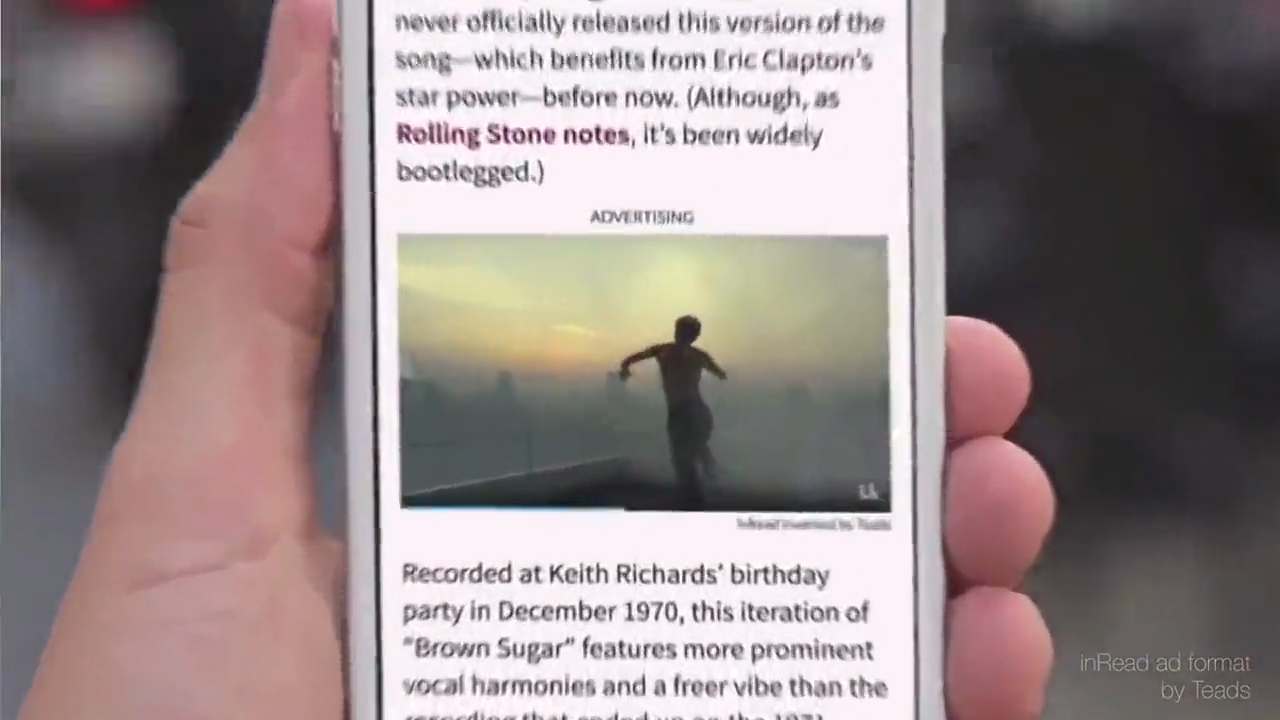 never officially released this version of the
song—which benefits from Eric Clapton's
star power—before now. (Although, as
Rolling Stone notes, it's been widely
bootlegged.)
ADVERTISING
inRead invented by Teads
Recorded at Keith Richards' birthday
party in December 1970, this iteration of
"Brown Sugar" features more prominent
vocal harmonies and a freer vibe than the
inRead ad format
by Teads